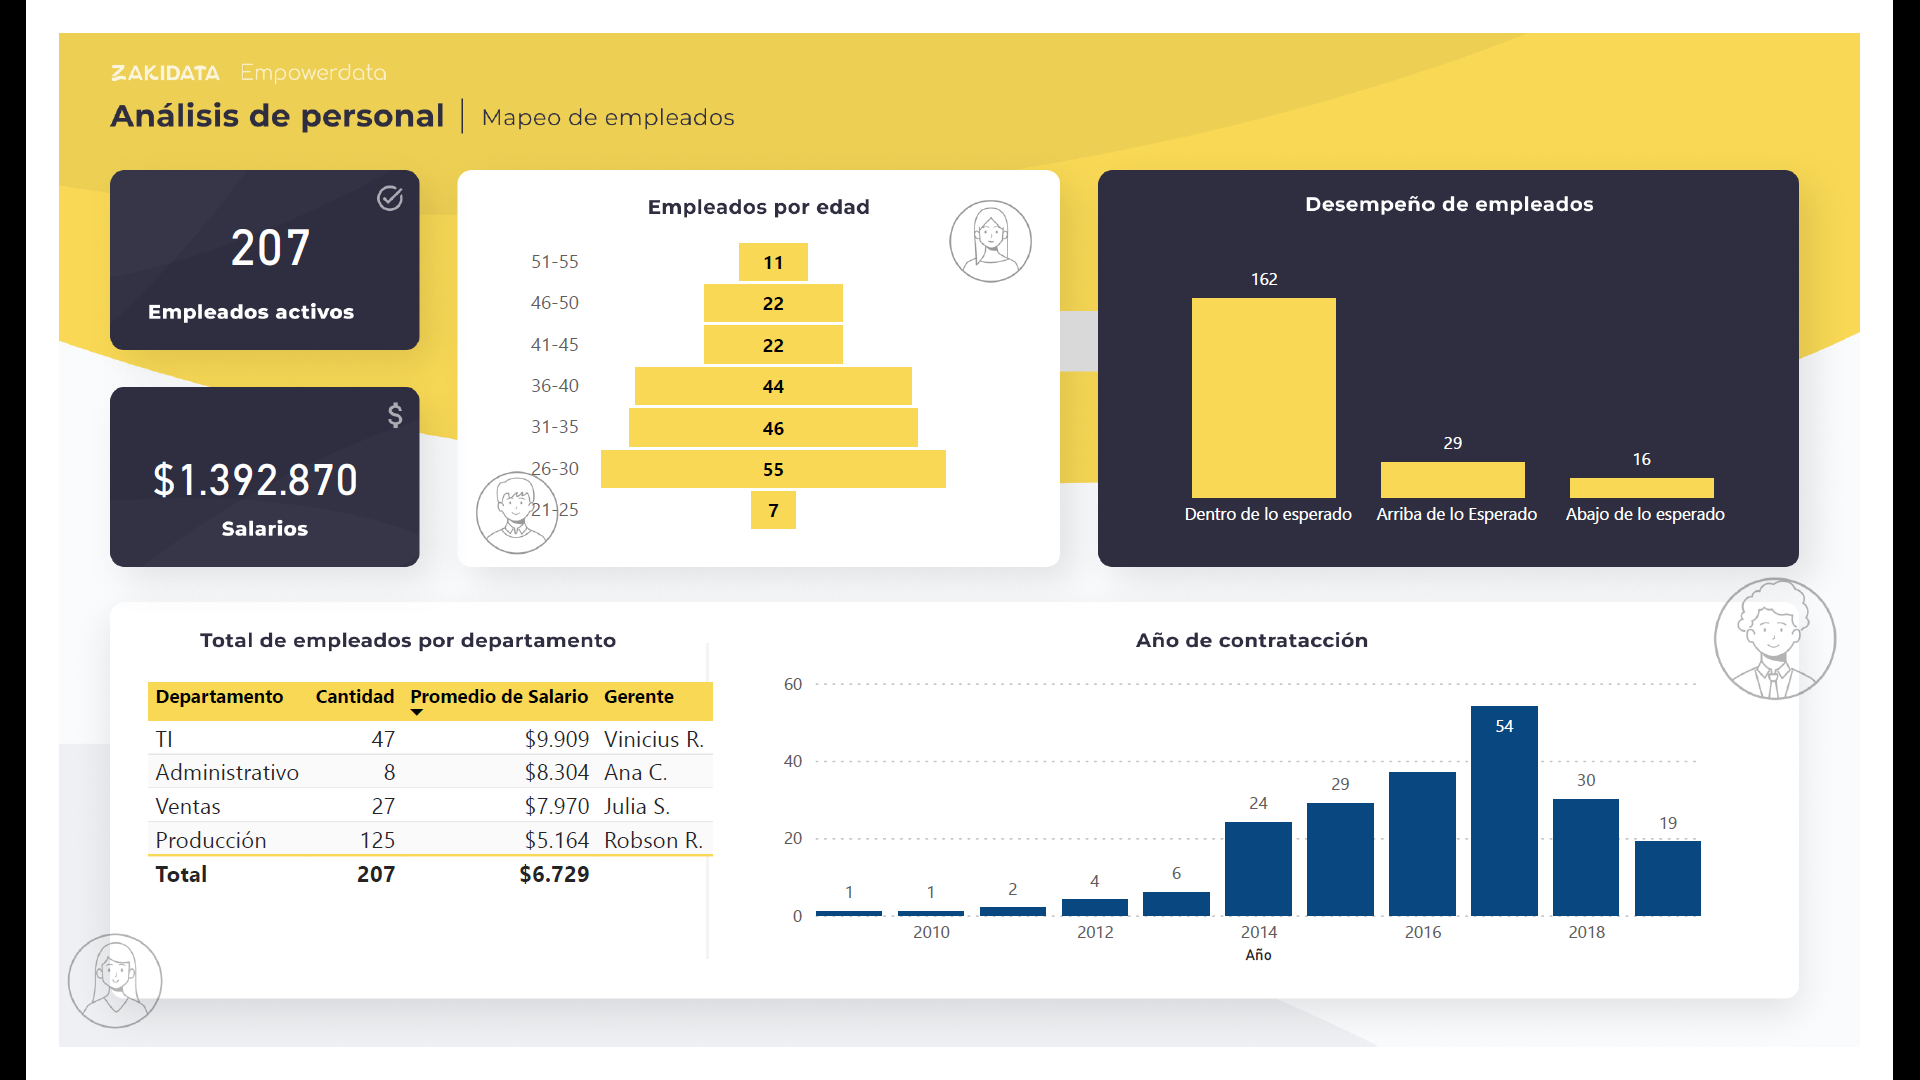 ZAKIDATA Empowerdata
Análisis de personal | Mapeo de empleados
207
Empleados activos
$
$1.392.870
Salarios
Empleados por edad
51-55 11
46-50 22
41-45 22
36-40 44
31-35 46
26-30 55
21-25 7
Desempeño de empleados
162
29
16
Dentro de lo esperado Arriba de lo Esperado Abajo de lo esperado
Total de empleados por departamento
Departamento Cantidad Promedio de Salario Gerente
TI 47 $9.909 Vinicius R.
Administrativo 8 $8.304 Ana C.
Ventas 27 $7.970 Julia S.
Producción 125 $5.164 Robson R.
Total 207 $6.729
Año de contratacción
60
40
20
0
1 1 2 4 6 24 29 54 30 19
2010 2012 2014 2016 2018
Año